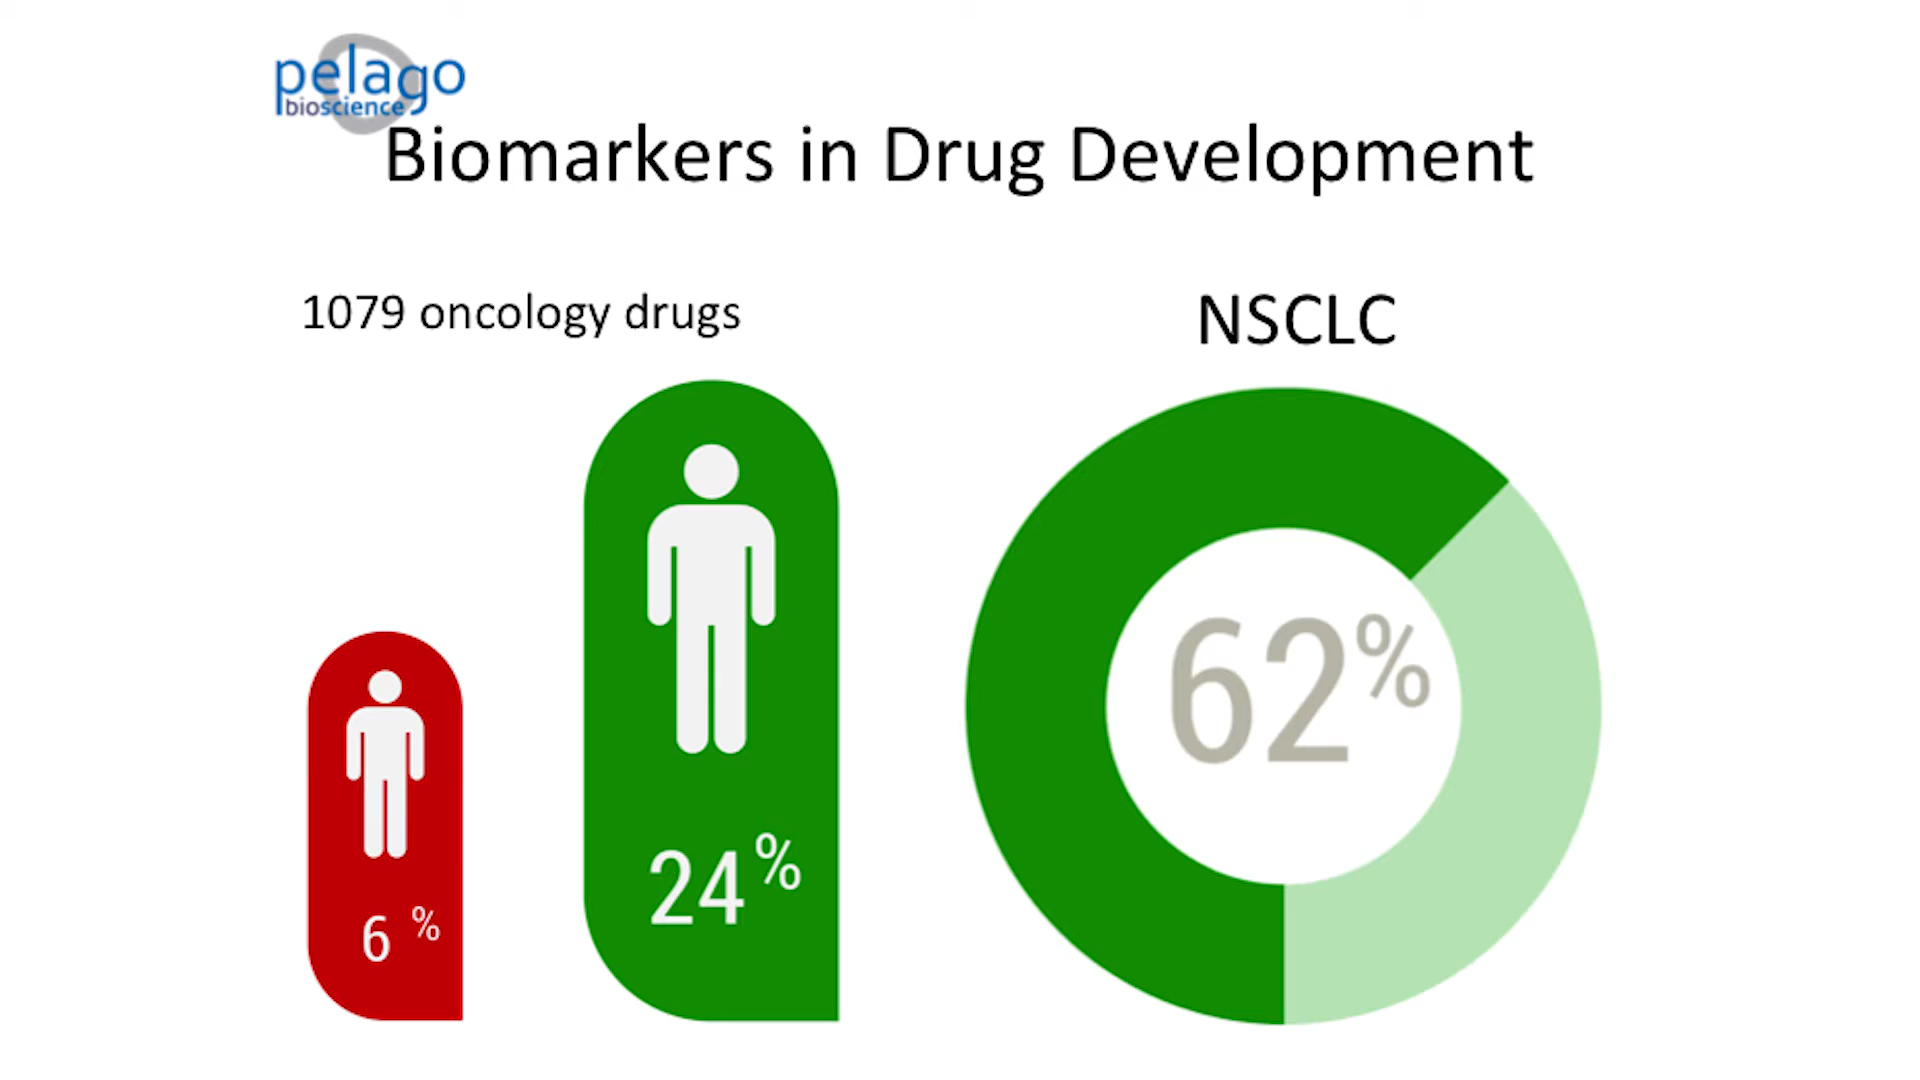 pelago
bioscience
Biomarkers in Drug Development
1079 oncology drugs
NSCLC
6 %
24%
62%